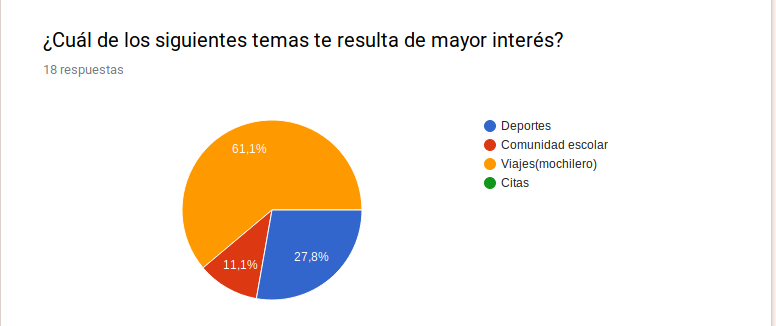 ¿Cuál de los siguientes temas te resulta de mayor interés?
18 respuestas
61,1%
11,1%
27,8%
Deportes
Comunidad escolar
Viajes(mochilero)
Citas